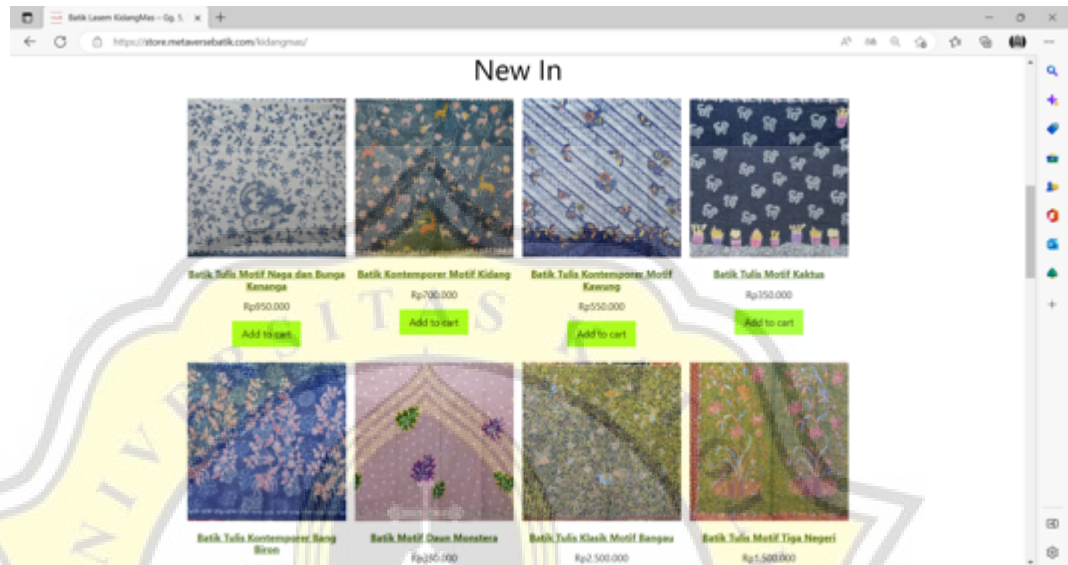 Batik Lasem KidangMas – Gg. 5,
https://store.metaversebatik.com/kidangmas/
New In
Batik Tulis Motif Naga dan Bunga
Kenanga
Rp950.000
Add to cart
Batik Kontemporer Motif Kidang
Rp700.000
Add to cart
Batik Tulis Kontemporer Motif
Kawung
Rp550.000
Add to cart
Batik Tulis Motif Kaktus
Rp350.000
Add to cart
Batik Tulis Kontemporer Bang
Biron
Batik Motif Daun Monstera
Batik Tulis Klasik Motif Bangau
Rp2.500.000
Batik Tulis Motif Tiga Negeri
Rp1.500.000
UNIVERSITAS K